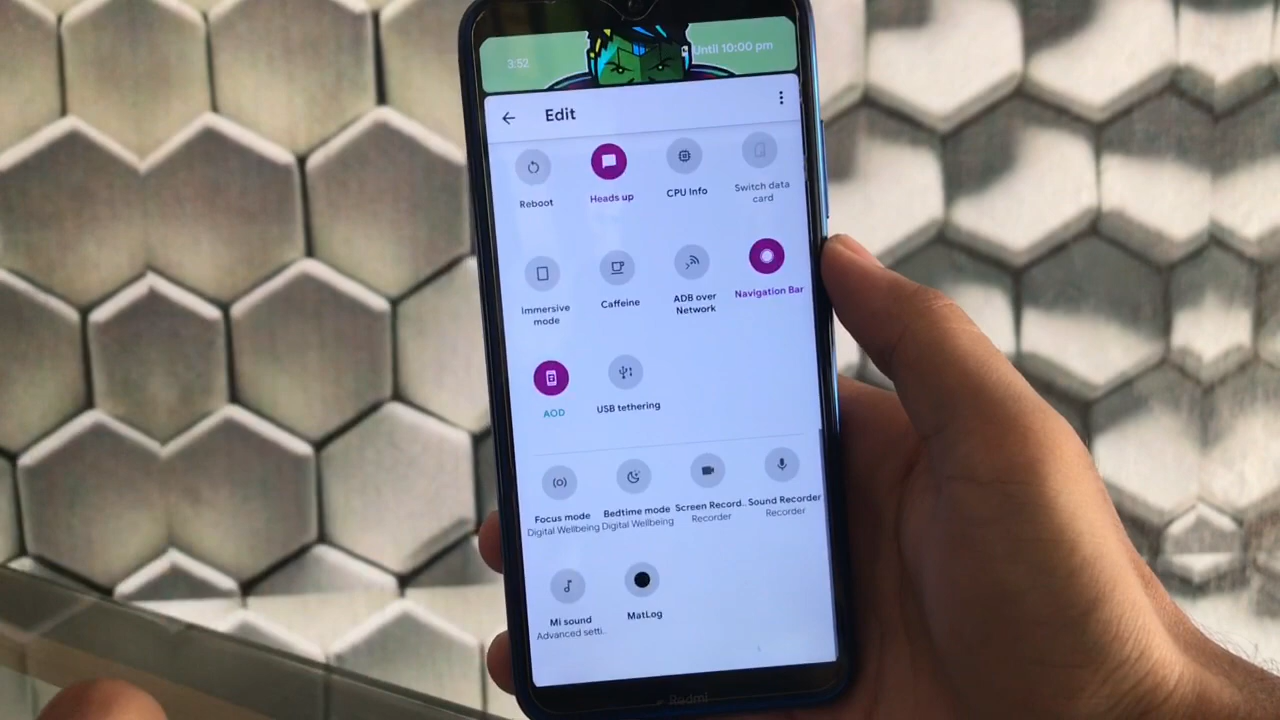 3:52
Until 10:00 pm
Edit
Reboot
Heads up
CPU Info
Switch data
card
Immersive
mode
Caffeine
ADB over
Network
Navigation Bar
AOD
USB tethering
Focus mode
Digital Wellbeing
Bedtime mode
Digital Wellbeing
Screen Record..
Recorder
Sound Recorder
Recorder
Mi sound
Advanced setti..
MatLog
Redmi